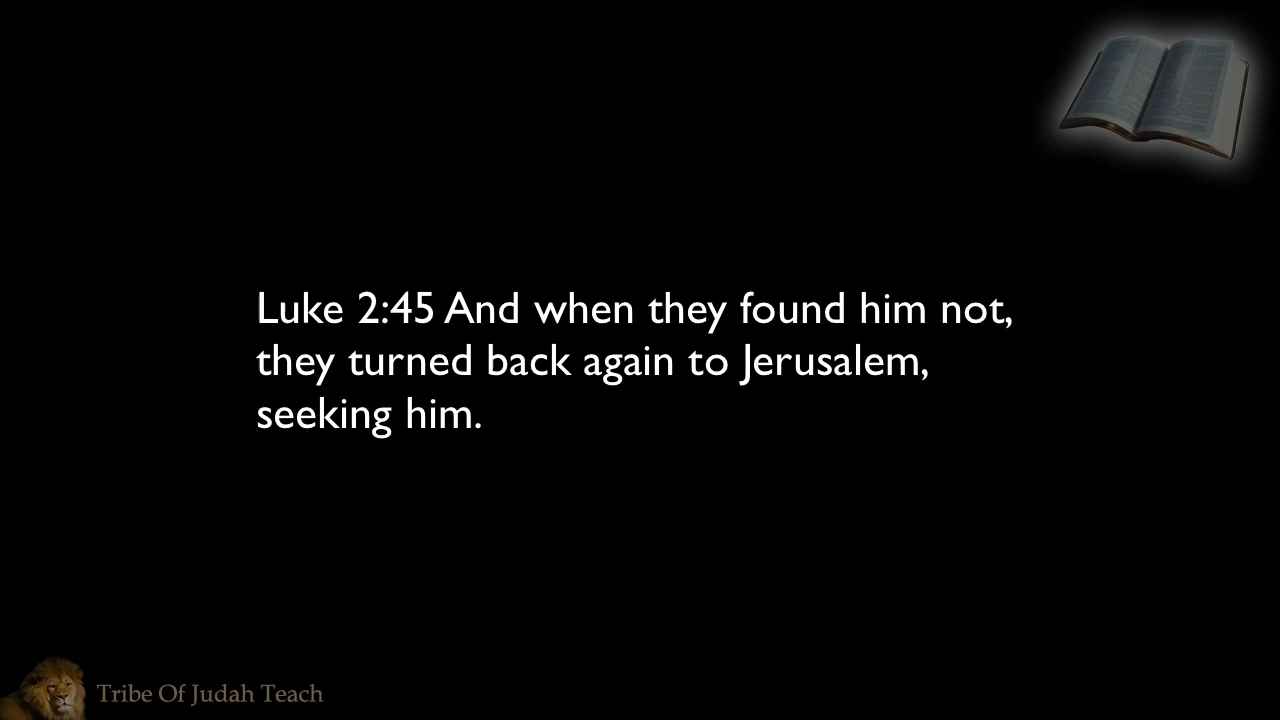 Luke 2:45 And when they found him not,
they turned back again to Jerusalem,
seeking him.
Tribe Of Judah Teach